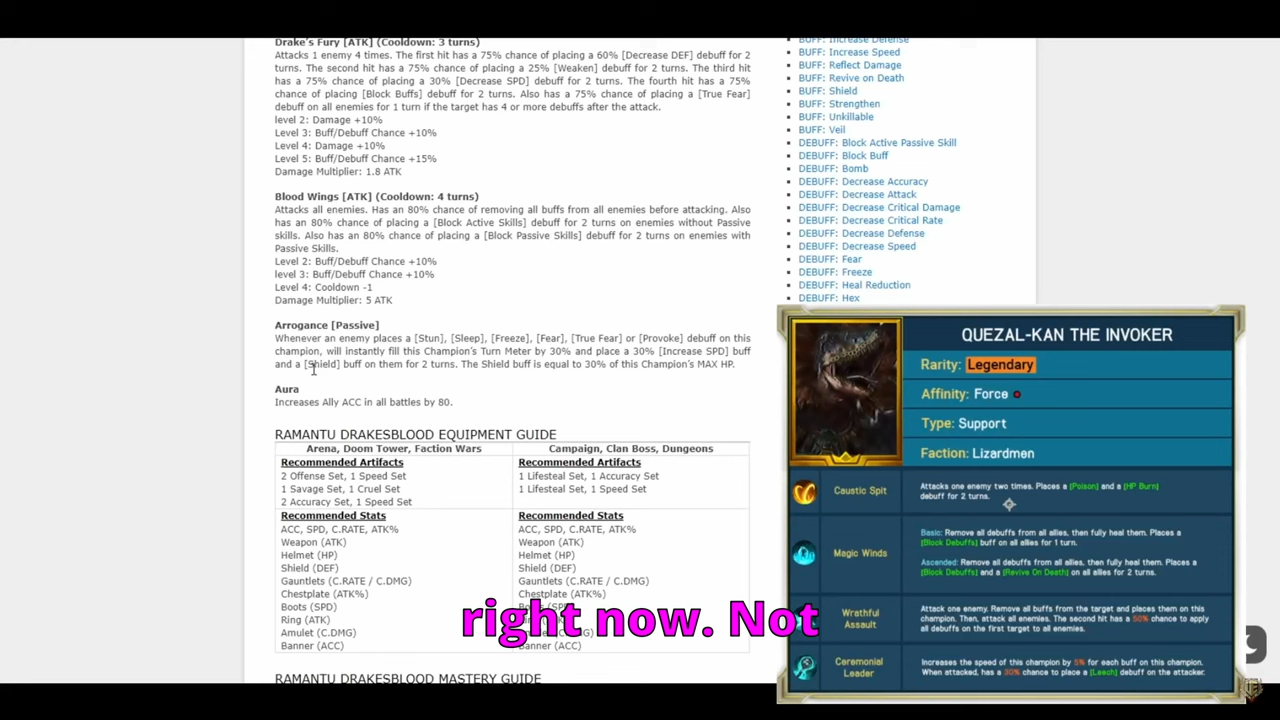 Drake's Fury [ATK] (Cooldown: 3 turns)
Attacks 1 enemy 4 times. The first hit has a 75% chance of placing a 60% [Decrease DEF] debuff for 2
turns. The second hit has a 75% chance of placing a 25% [Weaken] debuff for 2 turns. The third hit
has a 75% chance of placing a 30% [Decrease SPD] debuff for 2 turns. The fourth hit has a 75%
chance of placing [Block Buffs] debuff for 2 turns. Also has a 75% chance of placing a [True Fear]
debuff on all enemies for 1 turn if the target has 4 or more debuffs after the attack.
level 2: Damage +10%
Level 3: Buff/Debuff Chance +10%
Level 4: Damage +10%
Level 5: Buff/Debuff Chance +15%
Damage Multiplier: 1.8 ATK
Blood Wings [ATK] (Cooldown: 4 turns)
Attacks all enemies. Has an 80% chance of removing all buffs from all enemies before attacking. Also
has an 80% chance of placing a [Block Active Skills] debuff for 2 turns on enemies without Passive
skills. Also has an 80% chance of placing a [Block Passive Skills] debuff for 2 turns on enemies with
Passive Skills.
Level 2: Buff/Debuff Chance +10%
level 3: Buff/Debuff Chance +10%
Level 4: Cooldown -1
Damage Multiplier: 5 ATK
Arrogance [Passive]
Whenever an enemy places a [Stun], [Sleep], [Freeze], [Fear], [True Fear] or [Provoke] debuff on this
champion, will instantly fill this Champion's Turn Meter by 30% and place a 30% [Increase SPD] buff
and a [Shield] buff on them for 2 turns. The Shield buff is equal to 30% of this Champion's MAX HP.
Aura
Increases Ally ACC in all battles by 80.
RAMANTU DRAKESBLOOD EQUIPMENT GUIDE
Arena, Doom Tower, Faction Wars
Campaign, Clan Boss, Dungeons
Recommended Artifacts
2 Offense Set, 1 Speed Set
1 Savage Set, 1 Cruel Set
2 Accuracy Set, 1 Speed Set
Recommended Artifacts
1 Lifesteal Set, 1 Accuracy Set
1 Lifesteal Set, 1 Speed Set
Recommended Stats
ACC, SPD, C.RATE, ATK%
Weapon (ATK)
Helmet (HP)
Shield (DEF)
Gauntlets (C.RATE / C.DMG)
Chestplate (ATK%)
Boots (SPD)
Ring (ATK)
Amulet (C.DMG)
Banner (ACC)
Recommended Stats
ACC, SPD, C.RATE, ATK%
Weapon (ATK)
Helmet (HP)
Shield (DEF)
Gauntlets (C.RATE / C.DMG)
Chestplate (ATK%)
Amulet (C.DMG)
Banner (ACC)
RAMANTU DRAKESBLOOD MASTERY GUIDE
BUFF: Increase Defense
BUFF: Increase Speed
BUFF: Reflect Damage
BUFF: Revive on Death
BUFF: Shield
BUFF: Strengthen
BUFF: Unkillable
BUFF: Veil
DEBUFF: Block Active Passive Skill
DEBUFF: Block Buff
DEBUFF: Bomb
DEBUFF: Decrease Accuracy
DEBUFF: Decrease Attack
DEBUFF: Decrease Critical Damage
DEBUFF: Decrease Critical Rate
DEBUFF: Decrease Defense
DEBUFF: Decrease Speed
DEBUFF: Fear
DEBUFF: Freeze
DEBUFF: Heal Reduction
DEBUFF: Hex
QUEZAL-KAN THE INVOKER
Rarity: Legendary
Affinity: Force
Type: Support
Faction: Lizardmen
Caustic Spit
Attacks one enemy two times. Places a [Poison] and a [HP Burn]
debuff for 2 turns.
Magic Winds
Basic: Remove all debuffs from all allies, then fully heal them. Places a
[Block Debuffs] buff on all allies for 1 turn.
Ascended: Remove all debuffs from all allies, then fully heal them. Places a
[Block Debuffs] and a [Revive On Death] on all allies for 2 turns.
Wrathful
Assault
Attack one enemy. Remove all buffs from the target and places them on this
champion. Then, attack all enemies. The second hit has a 50% chance to apply
all debuffs on the first target to all enemies.
Ceremonial
Leader
Increases the speed of this champion by 5% for each buff on this champion.
When attacked, has a 30% chance to place a [Leech] debuff on the attacker.
right now. Not